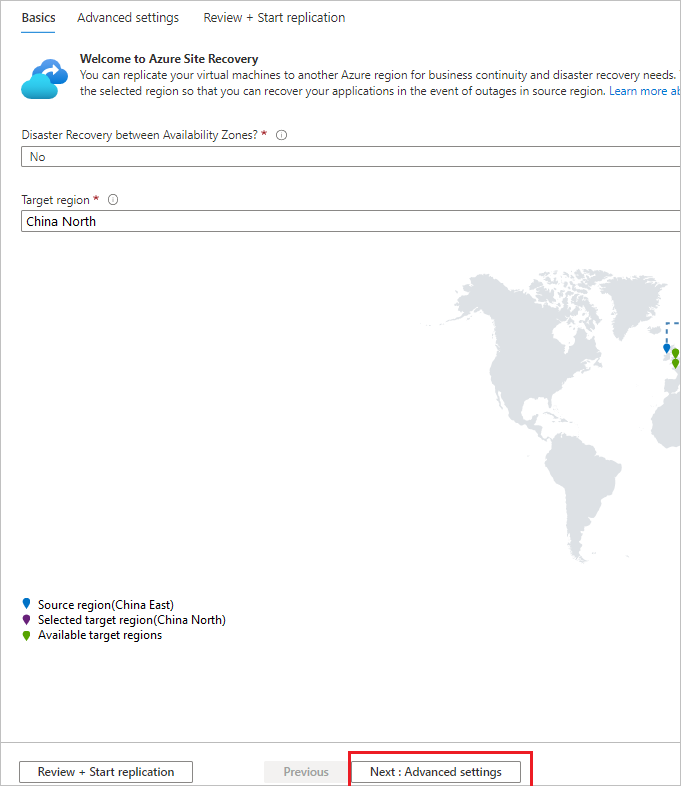 Basics Advanced settings Review + Start replication
Welcome to Azure Site Recovery
You can replicate your virtual machines to another Azure region for business continuity and disaster recovery needs.
the selected region so that you can recover your applications in the event of outages in source region. Learn more ab
Disaster Recovery between Availability Zones? *
No
Target region *
China North
Source region(China East)
Selected target region(China North)
Available target regions
Review + Start replication Previous Next : Advanced settings